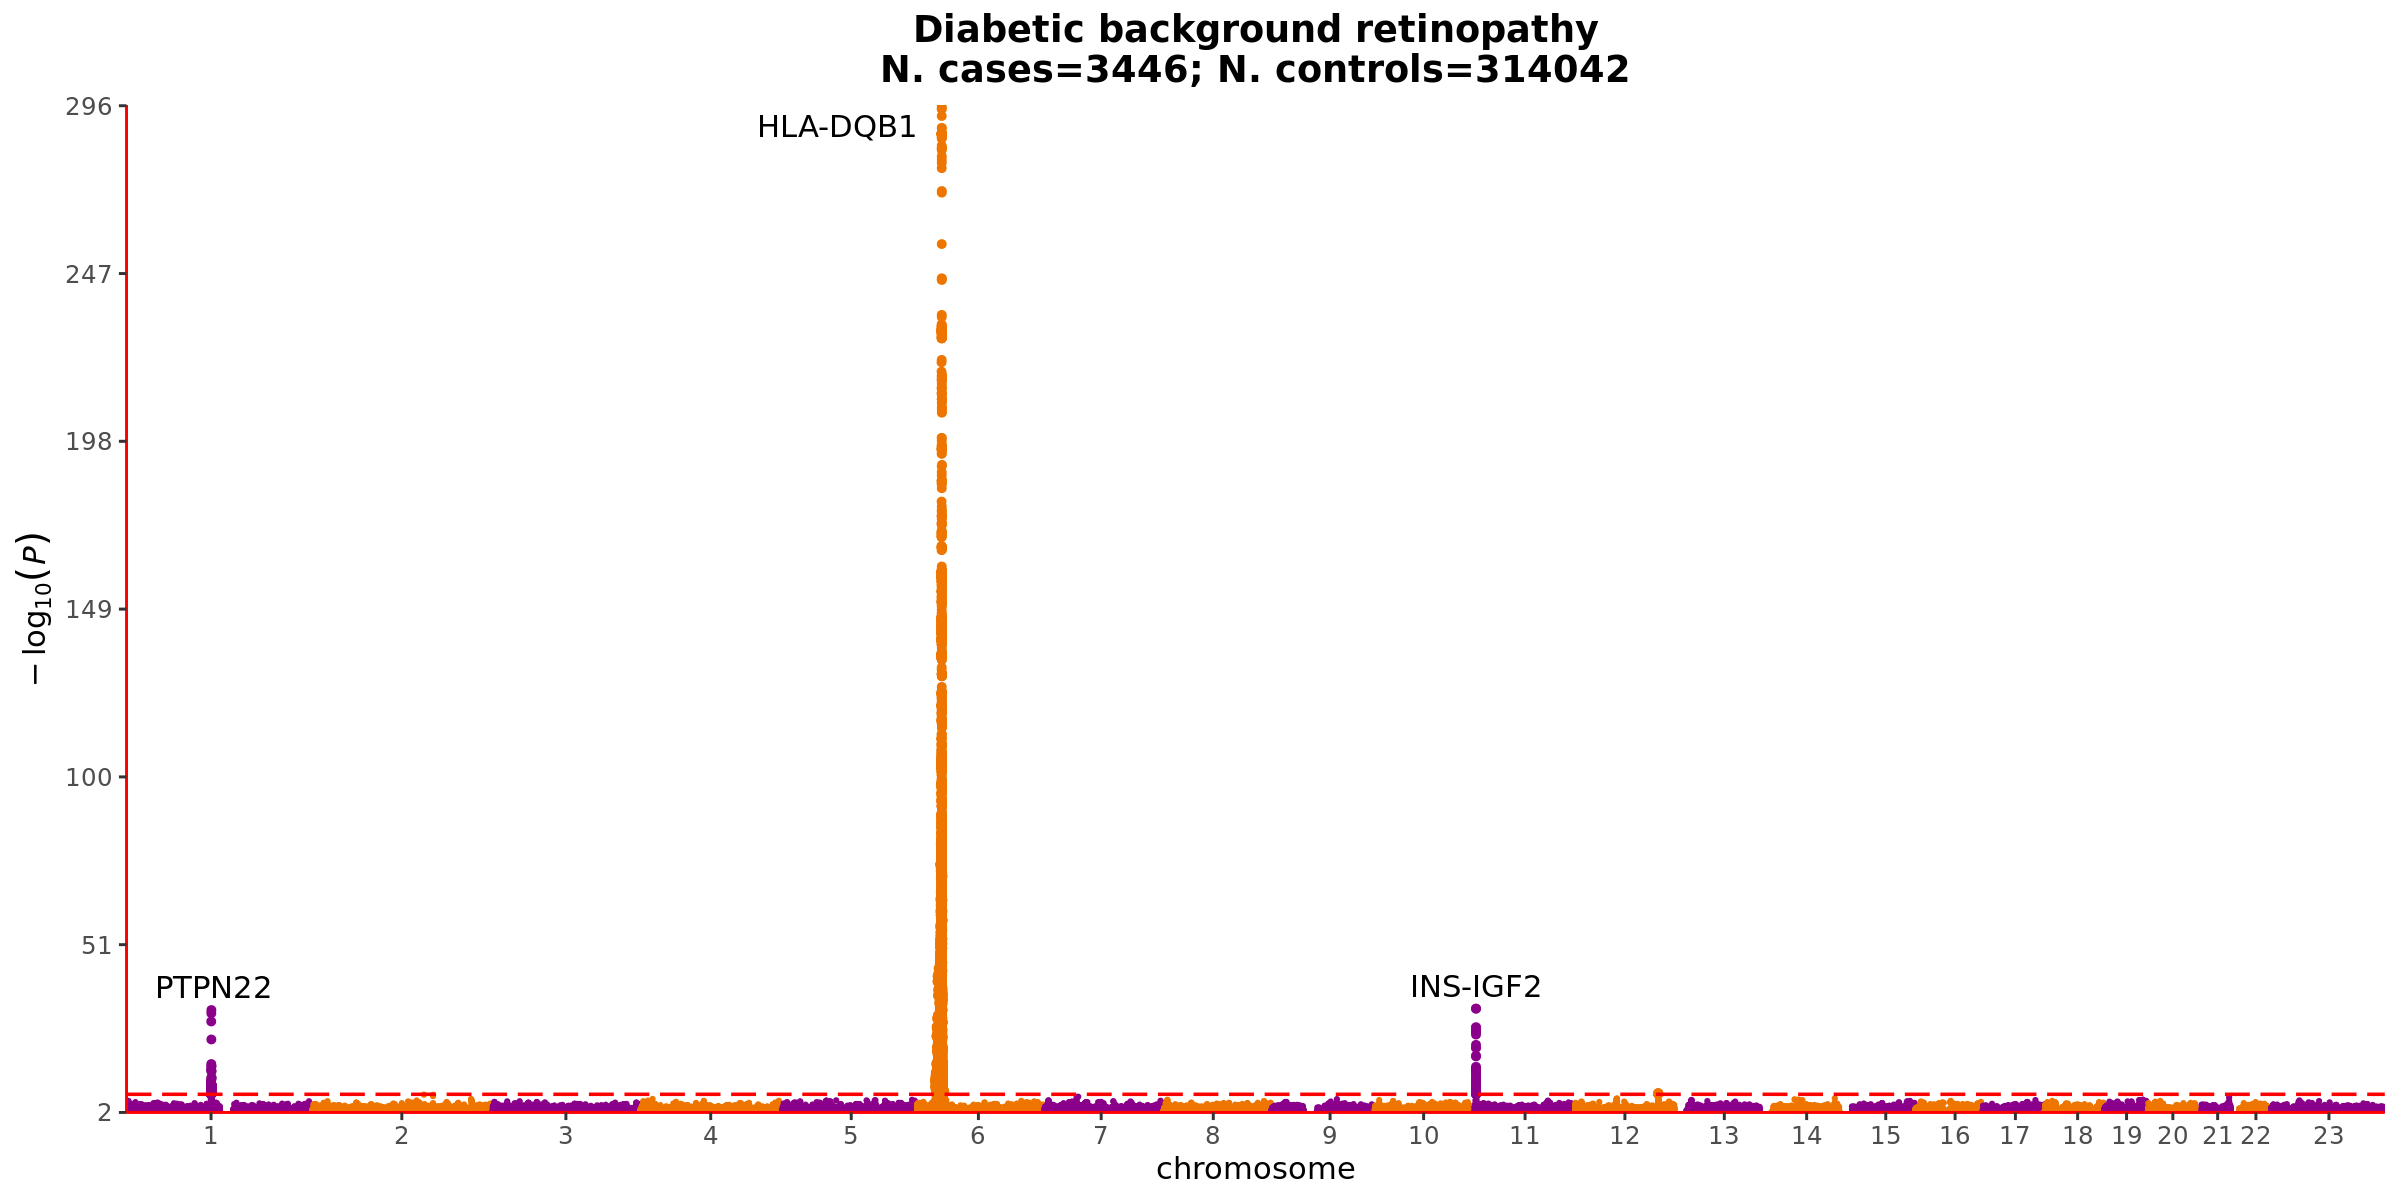 Diabetic background retinopathy
N. cases=3446; N. controls=314042
296
247
198
149
100
51
2
−log10(P)
HLA-DQB1
PTPN22
INS-IGF2
1 2 3 4 5 6 7 8 9 10 11 12 13 14 15 16 17 18 19 20 21 22 23
chromosome